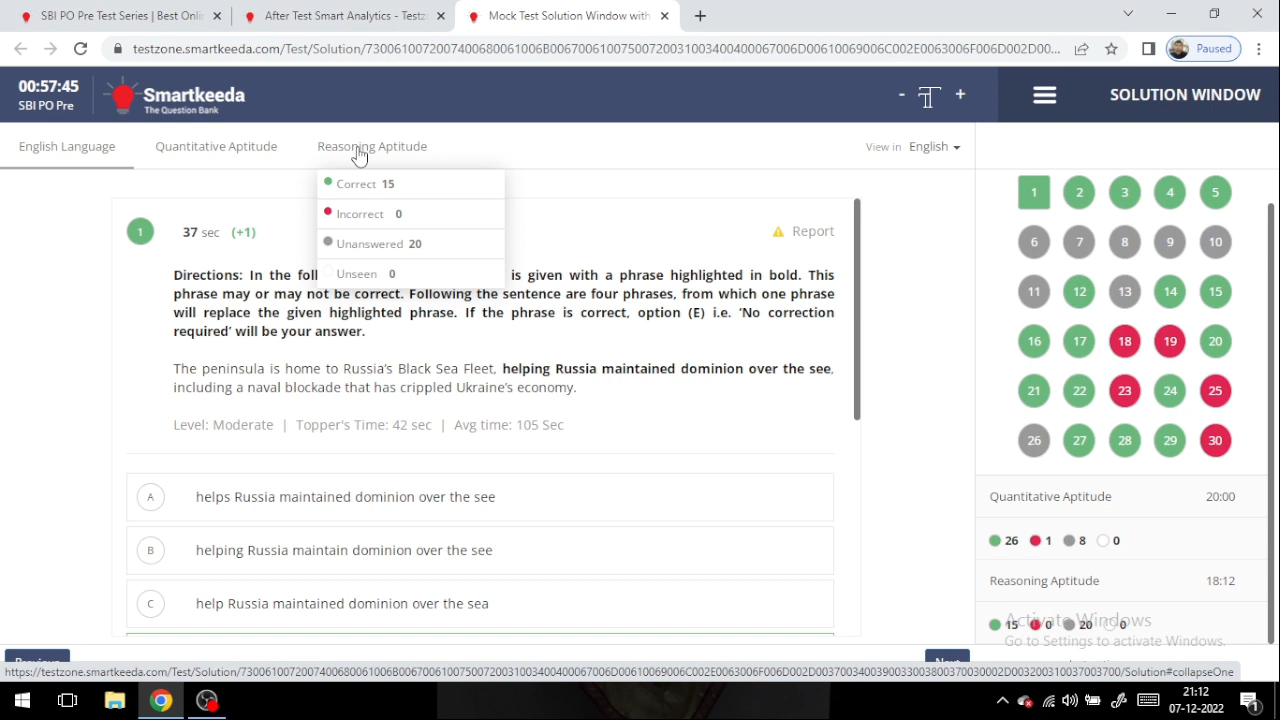 SBI PO Pre Test Series | Best Onli
After Test Smart Analytics - Testz
Mock Test Solution Window with
testzone.smartkeeda.com/Test/Solution/7300610072007400680061006B00670061007500720031003400400067006D00610069006C002E0063006F006D002D00...
Paused
00:57:45
SBI PO Pre
Smartkeeda
The Question Bank
- T +
SOLUTION WINDOW
English Language
Quantitative Aptitude
Reasoning Aptitude
View in English
Correct 15
Incorrect 0
Unanswered 20
Unseen 0
1 37 sec (+1)
Report
Directions: In the foll is given with a phrase highlighted in bold. This
phrase may or may not be correct. Following the sentence are four phrases, from which one phrase
will replace the given highlighted phrase. If the phrase is correct, option (E) i.e. ‘No correction
required’ will be your answer.
The peninsula is home to Russia’s Black Sea Fleet, helping Russia maintained dominion over the see,
including a naval blockade that has crippled Ukraine’s economy.
Level: Moderate | Topper's Time: 42 sec | Avg time: 105 Sec
A helps Russia maintained dominion over the see
B helping Russia maintain dominion over the see
C help Russia maintained dominion over the sea
1 2 3 4 5
6 7 8 9 10
11 12 13 14 15
16 17 18 19 20
21 22 23 24 25
26 27 28 29 30
Quantitative Aptitude 20:00
26 1 8 0
Reasoning Aptitude 18:12
15 0 20 0
Activate Windows
Go to Settings to activate Windows.
Previous
Next
21:12
07-12-2022
1